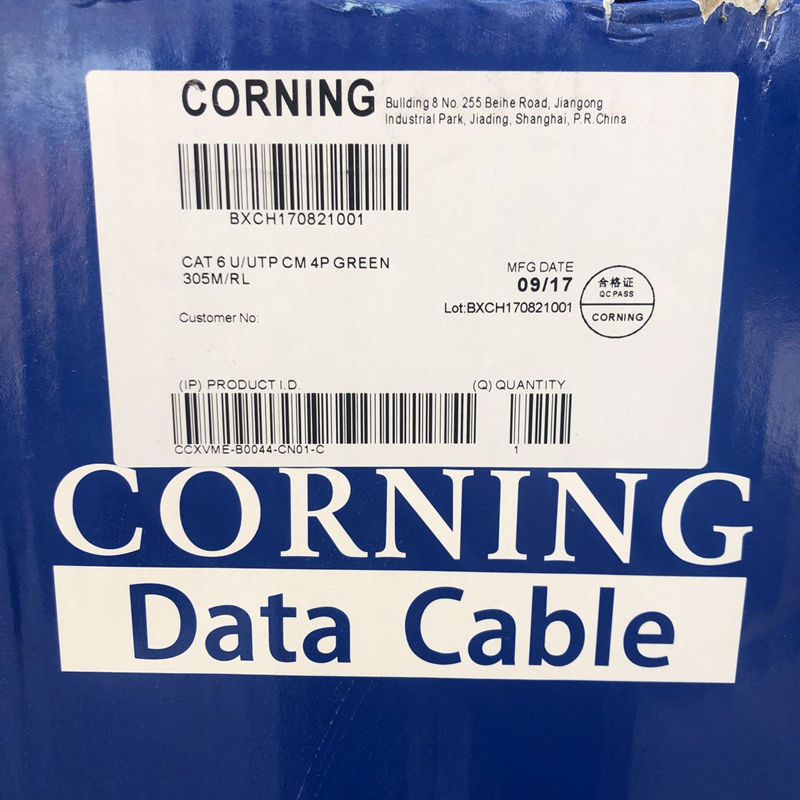 CORNING
Bullding 8 No. 255 Beihe Road, Jiangong
Industrial Park, Jiading, Shanghai, P.R.China
BXCH170821001
CAT 6 U/UTP CM 4P GREEN
305M/RL
MFG DATE
09/17
Lot:BXCH170821001
合格证
QC PASS
CORNING
Customer No:
(IP) PRODUCT I.D.
(Q) QUANTITY
CCXVME-B0044-CN01-C
1
CORNING
Data Cable